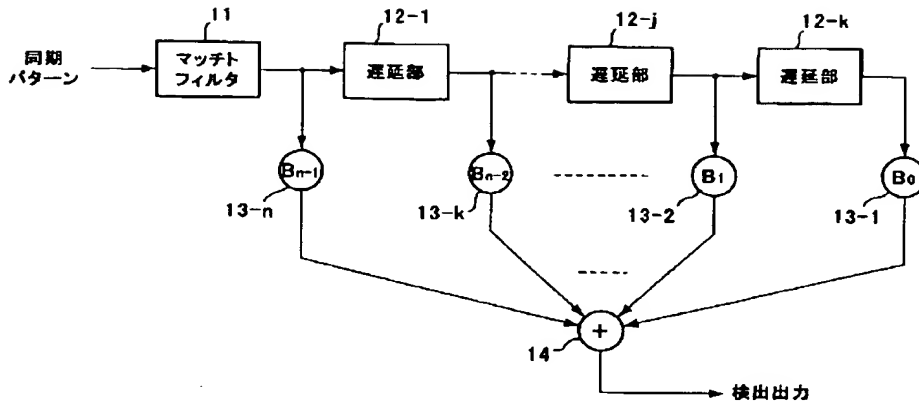 11
12-1
12-j
12-k
同期
パターン
マッチト
フィルタ
遅延部
遅延部
遅延部
Bn-1
Bn-2
B1
B0
13-n
13-k
13-2
13-1
+
14
検出出力